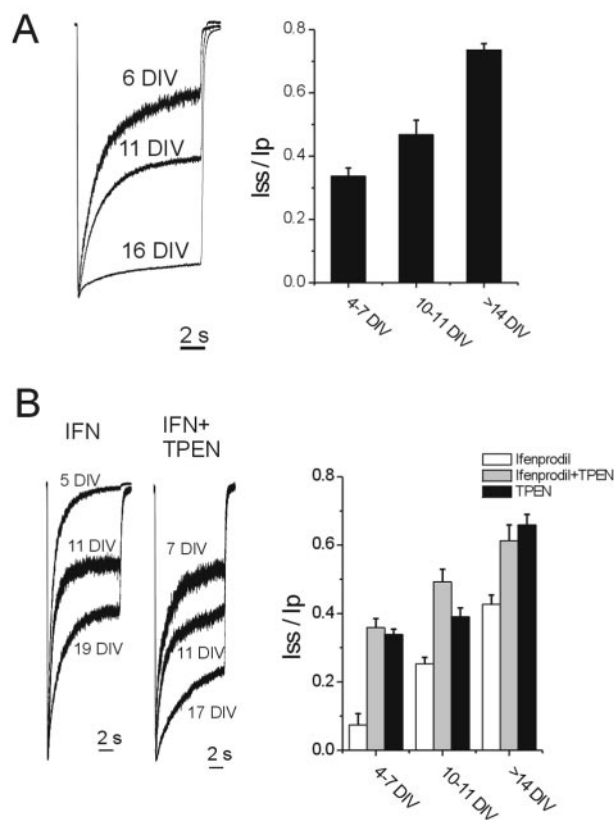 A
6 DIV
11 DIV
16 DIV
2 s
Iss / Ip
0.8
0.6
0.4
0.2
0.0
4-7 DIV
10-11 DIV
>14 DIV
B
IFN
5 DIV
11 DIV
19 DIV
2 s
IFN+
TPEN
7 DIV
11 DIV
17 DIV
2 s
Ifenprodil
Ifenprodil+TPEN
TPEN
Iss / Ip
0.8
0.6
0.4
0.2
0.0
4-7 DIV
10-11 DIV
>14 DIV